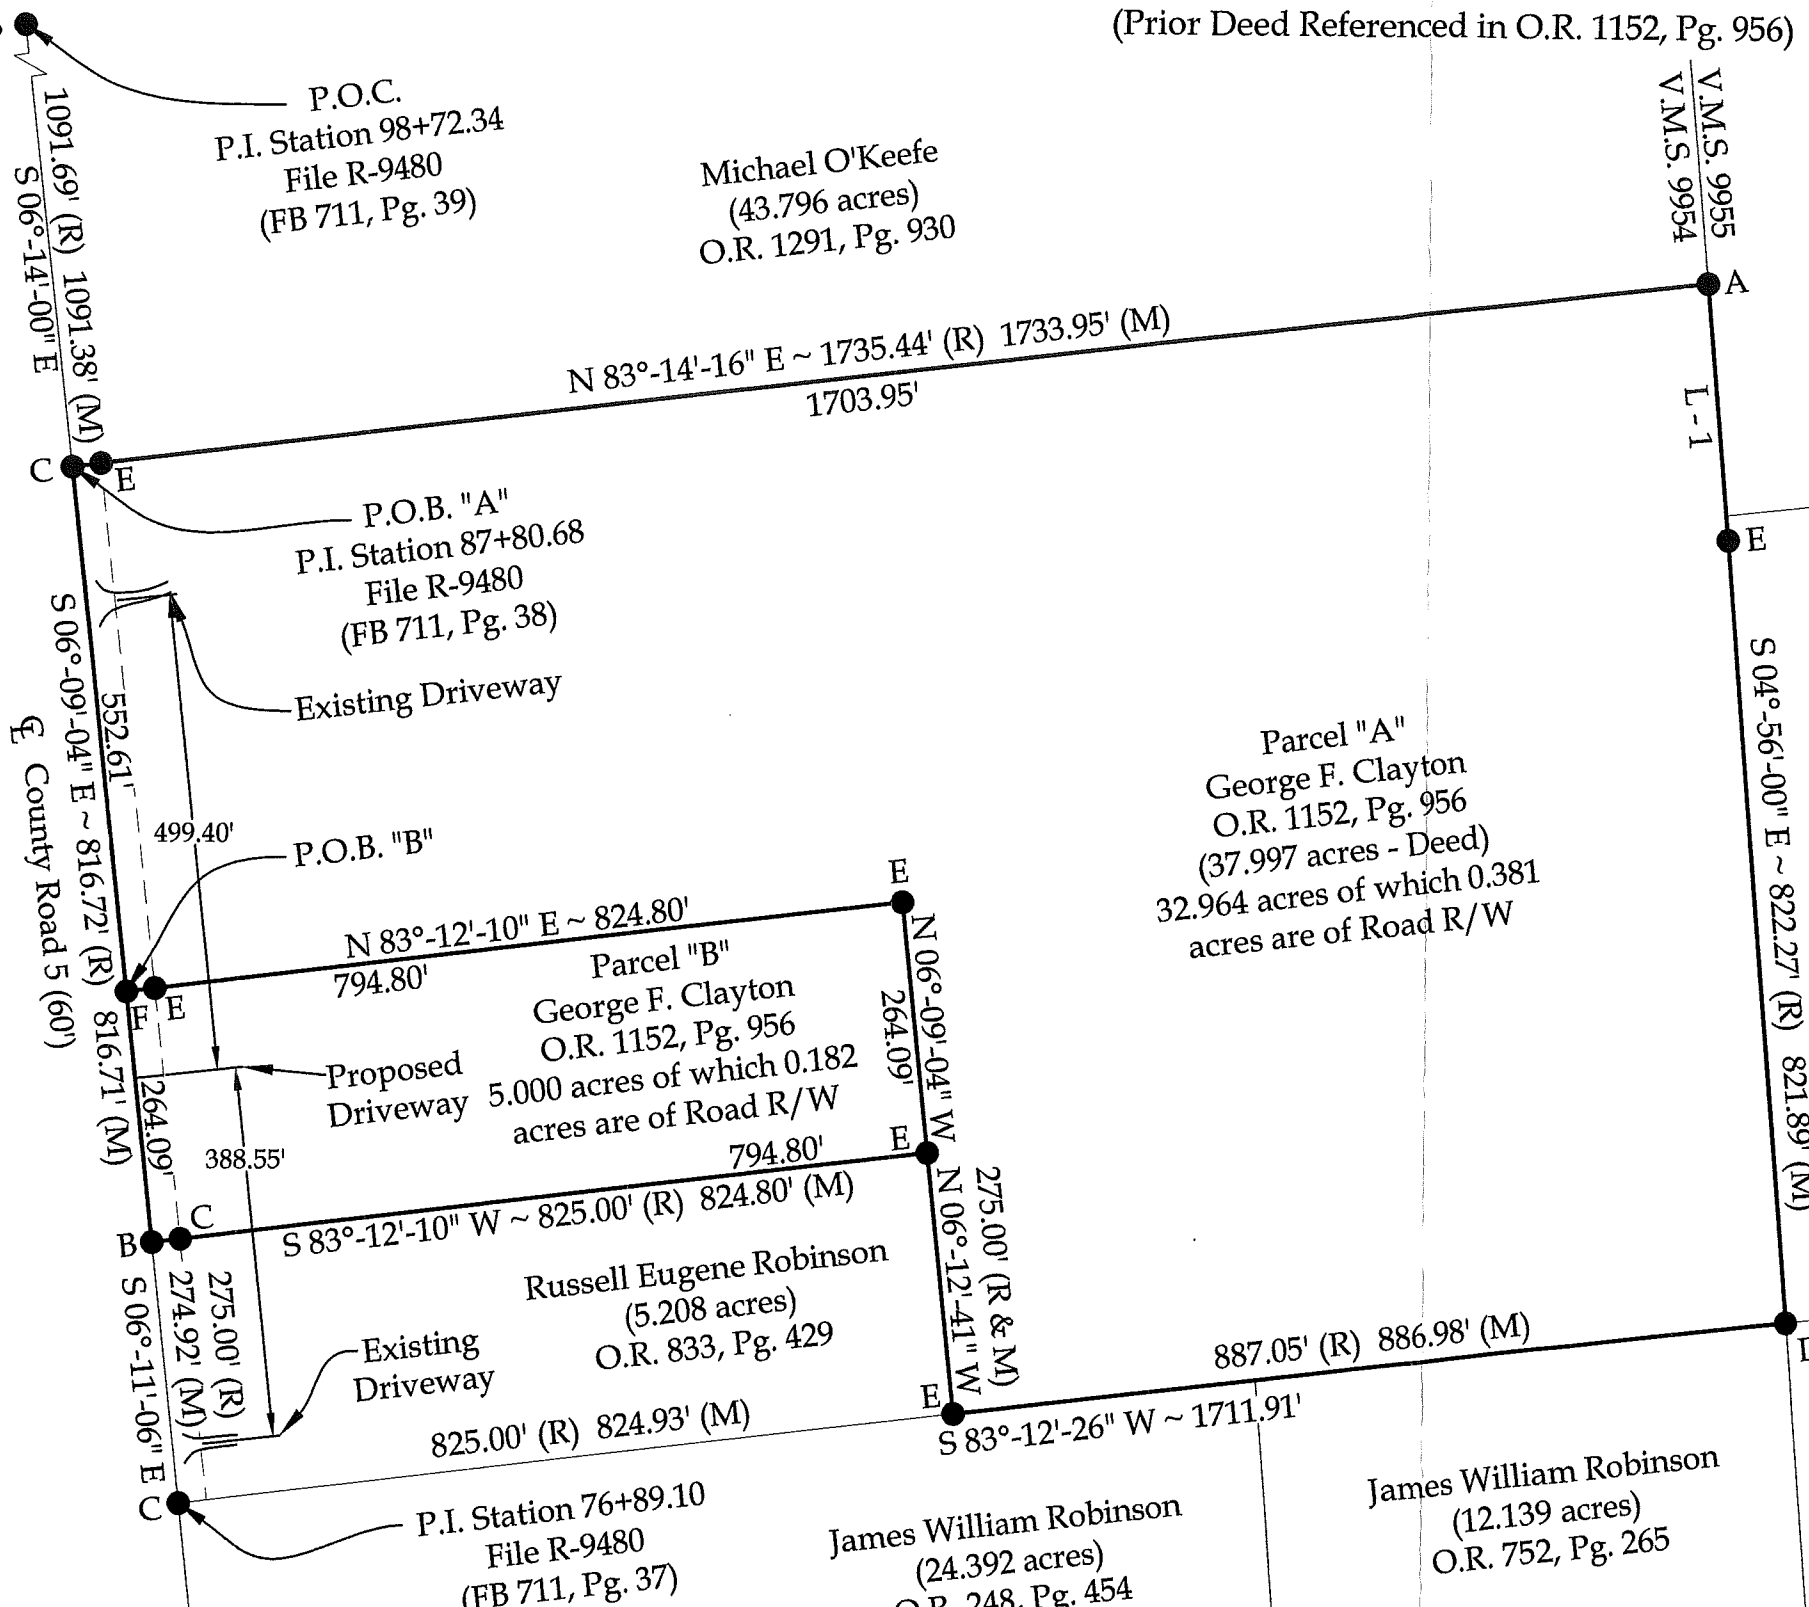 (Prior Deed Referenced in O.R. 1152, Pg. 956)
P.O.C.
P.I. Station 98+72.34
File R-9480
(FB 711, Pg. 39)
1091.69' (R) 1091.38' (M)
S 06°-14'-00" E
Michael O'Keefe
(43.796 acres)
O.R. 1291, Pg. 930
V.M.S. 9955
V.M.S. 9954
A
N 83°-14'-16" E ~ 1735.44' (R) 1733.95' (M)
1703.95'
L - 1
C
E
P.O.B. "A"
P.I. Station 87+80.68
File R-9480
(FB 711, Pg. 38)
E
S 06°-09'-04" E ~ 816.72' (R) 816.71' (M)
552.61'
Existing Driveway
℄ County Road 5 (60')
499.40'
P.O.B. "B"
Parcel "A"
George F. Clayton
O.R. 1152, Pg. 956
(37.997 acres - Deed)
32.964 acres of which 0.381
acres are of Road R/W
S 04°-56'-00" E ~ 822.27' (R) 821.89' (M)
E
N 83°-12'-10" E ~ 824.80'
794.80'
F
E
Parcel "B"
George F. Clayton
O.R. 1152, Pg. 956
5.000 acres of which 0.182
acres are of Road R/W
N 06°-09'-04" W
264.09'
Proposed
Driveway
264.09'
388.55'
794.80'
E
S 83°-12'-10" W ~ 825.00' (R) 824.80' (M)
B
C
S 06°-11'-06" E
274.92' (M)
275.00' (R)
Russell Eugene Robinson
(5.208 acres)
O.R. 833, Pg. 429
N 06°-12'-41" W
275.00' (R & M)
Existing
Driveway
825.00' (R) 824.93' (M)
E
887.05' (R) 886.98' (M)
S 83°-12'-26" W ~ 1711.91'
C
P.I. Station 76+89.10
File R-9480
(FB 711, Pg. 37)
James William Robinson
(24.392 acres)
O.R. 248, Pg. 454
James William Robinson
(12.139 acres)
O.R. 752, Pg. 265